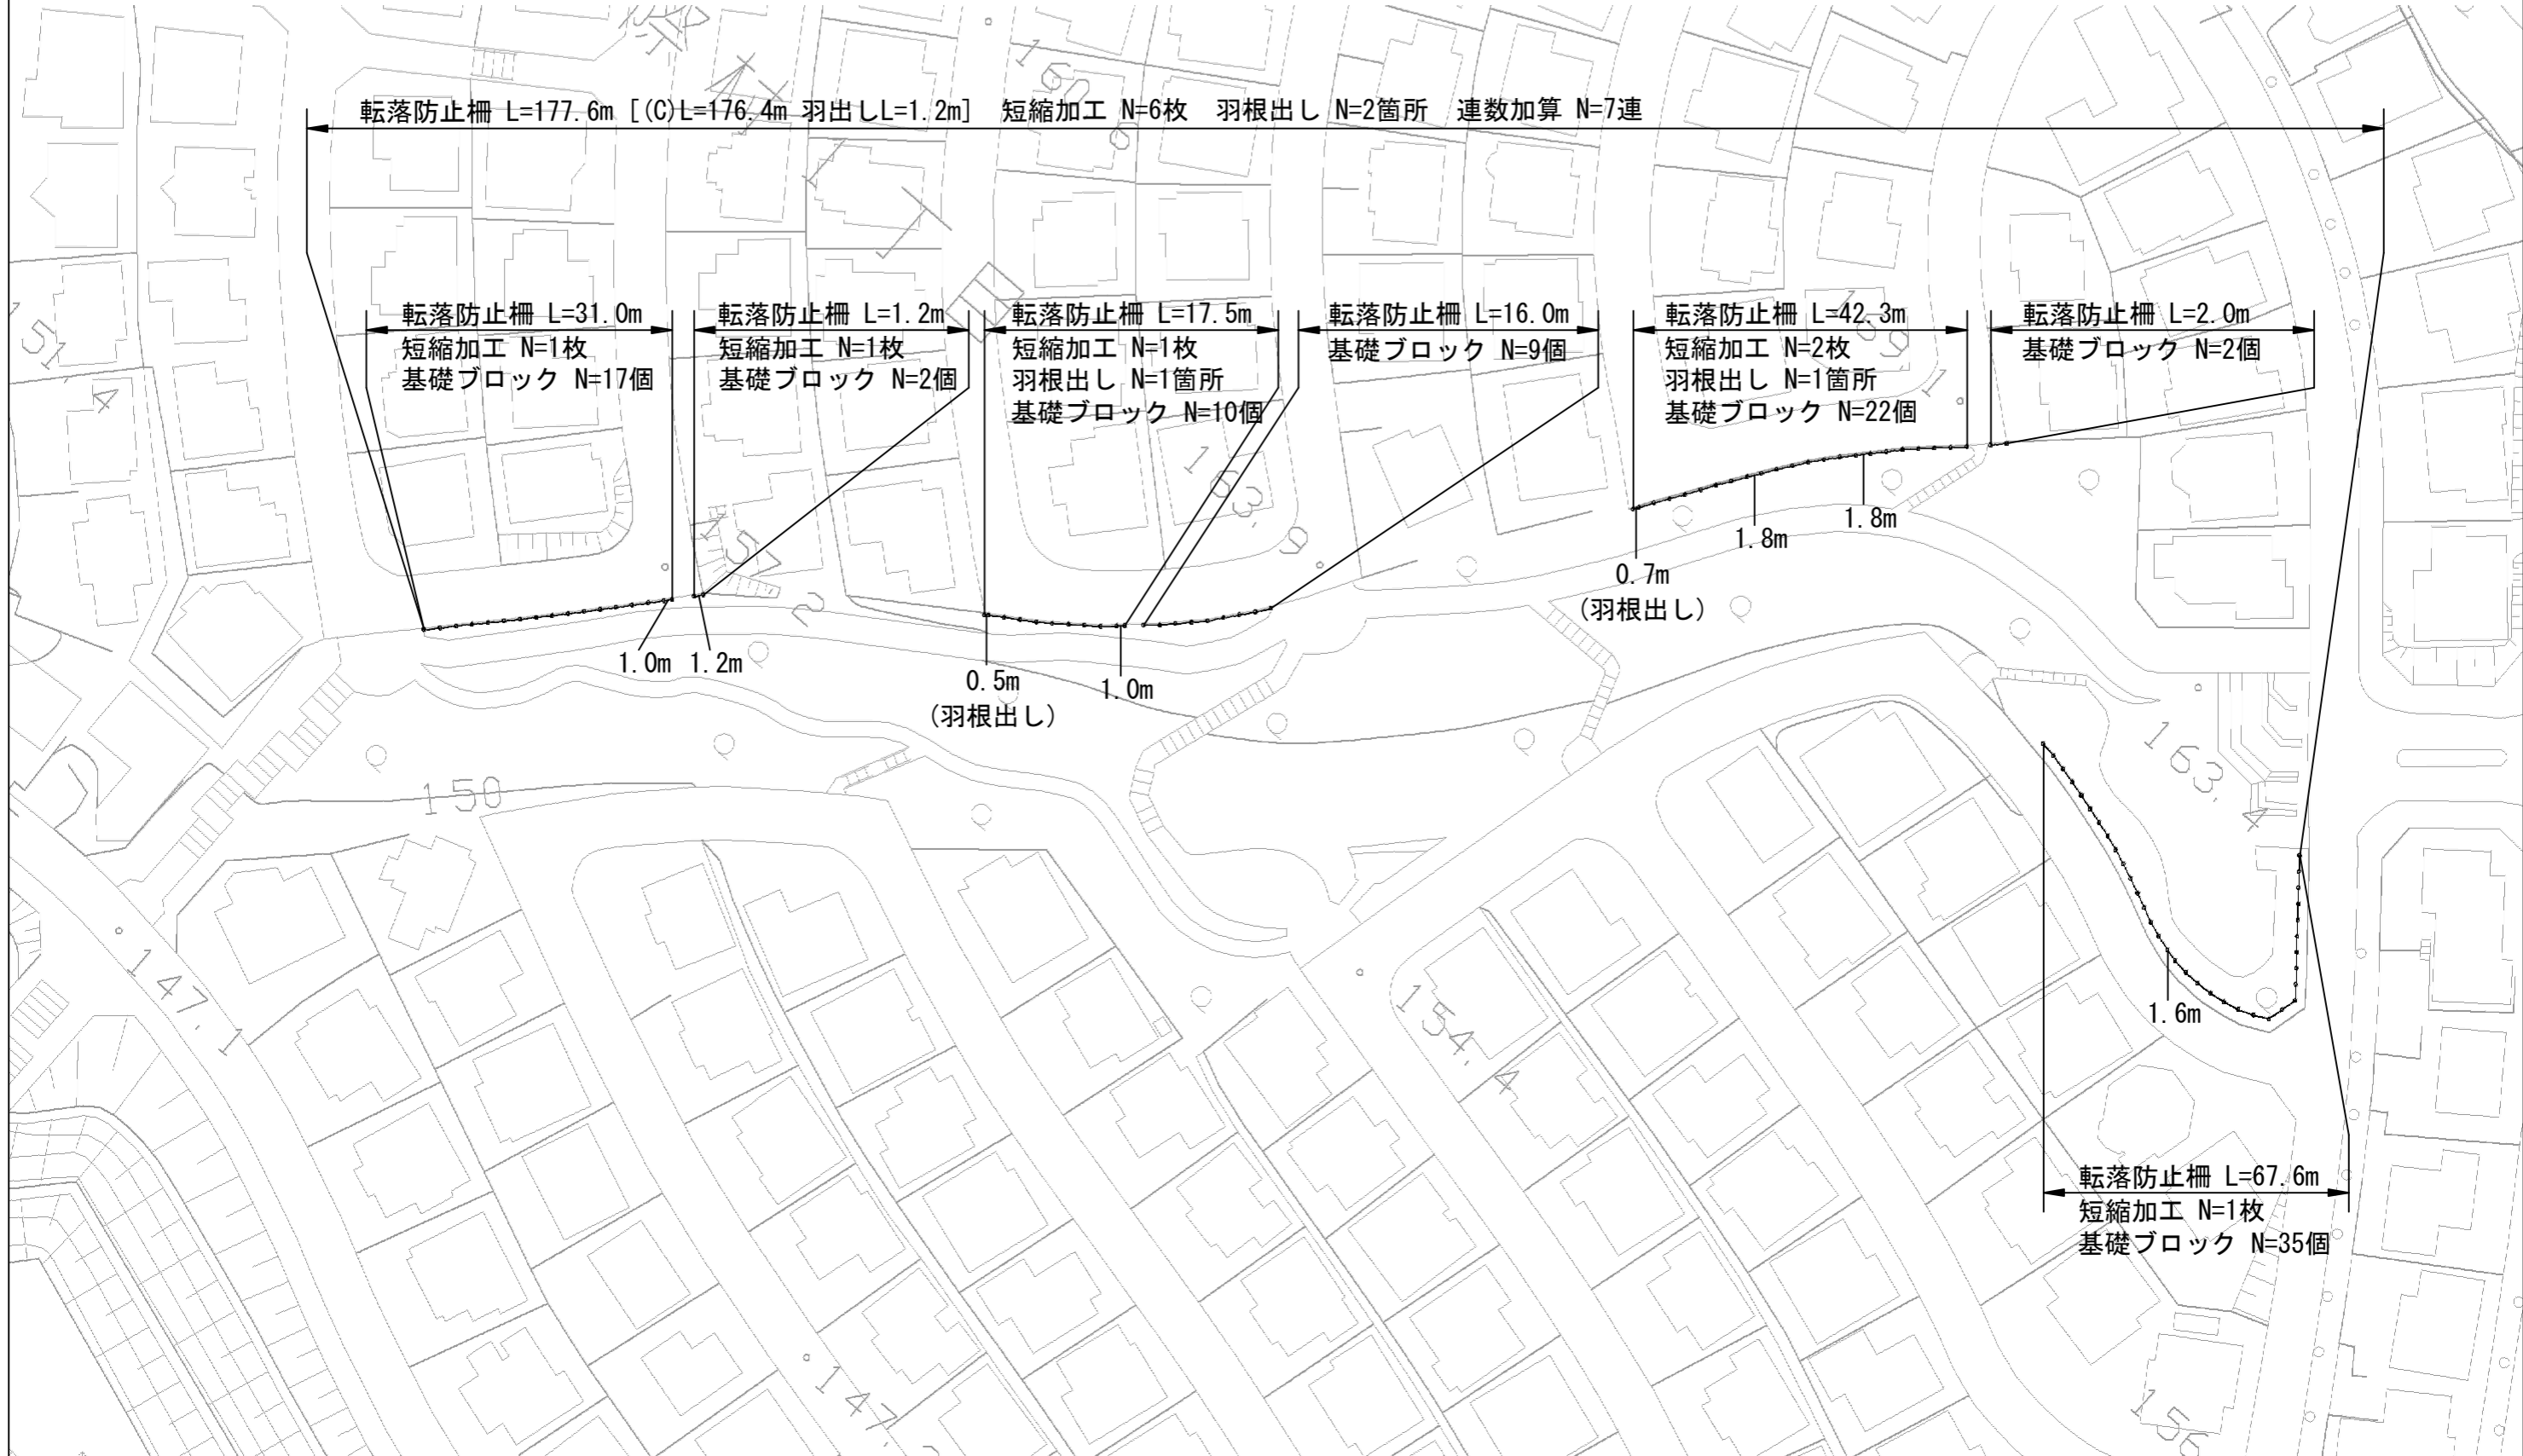 転落防止柵 L=177.6m [(C)L=176.4m 羽出しL=1.2m] 短縮加工 N=6枚 羽根出し N=2箇所 連数加算 N=7連
転落防止柵 L=31.0m
短縮加工 N=1枚
基礎ブロック N=17個
転落防止柵 L=1.2m
短縮加工 N=1枚
基礎ブロック N=2個
転落防止柵 L=17.5m
短縮加工 N=1枚
羽根出し N=1箇所
基礎ブロック N=10個
転落防止柵 L=16.0m
基礎ブロック N=9個
転落防止柵 L=42.3m
短縮加工 N=2枚
羽根出し N=1箇所
基礎ブロック N=22個
転落防止柵 L=2.0m
基礎ブロック N=2個
1.0m
1.2m
0.5m
(羽根出し)
1.0m
0.7m
(羽根出し)
1.8m
1.8m
1.6m
転落防止柵 L=67.6m
短縮加工 N=1枚
基礎ブロック N=35個
151.4
160.9
157.2
163.9
150
147.1
154.4
163.4